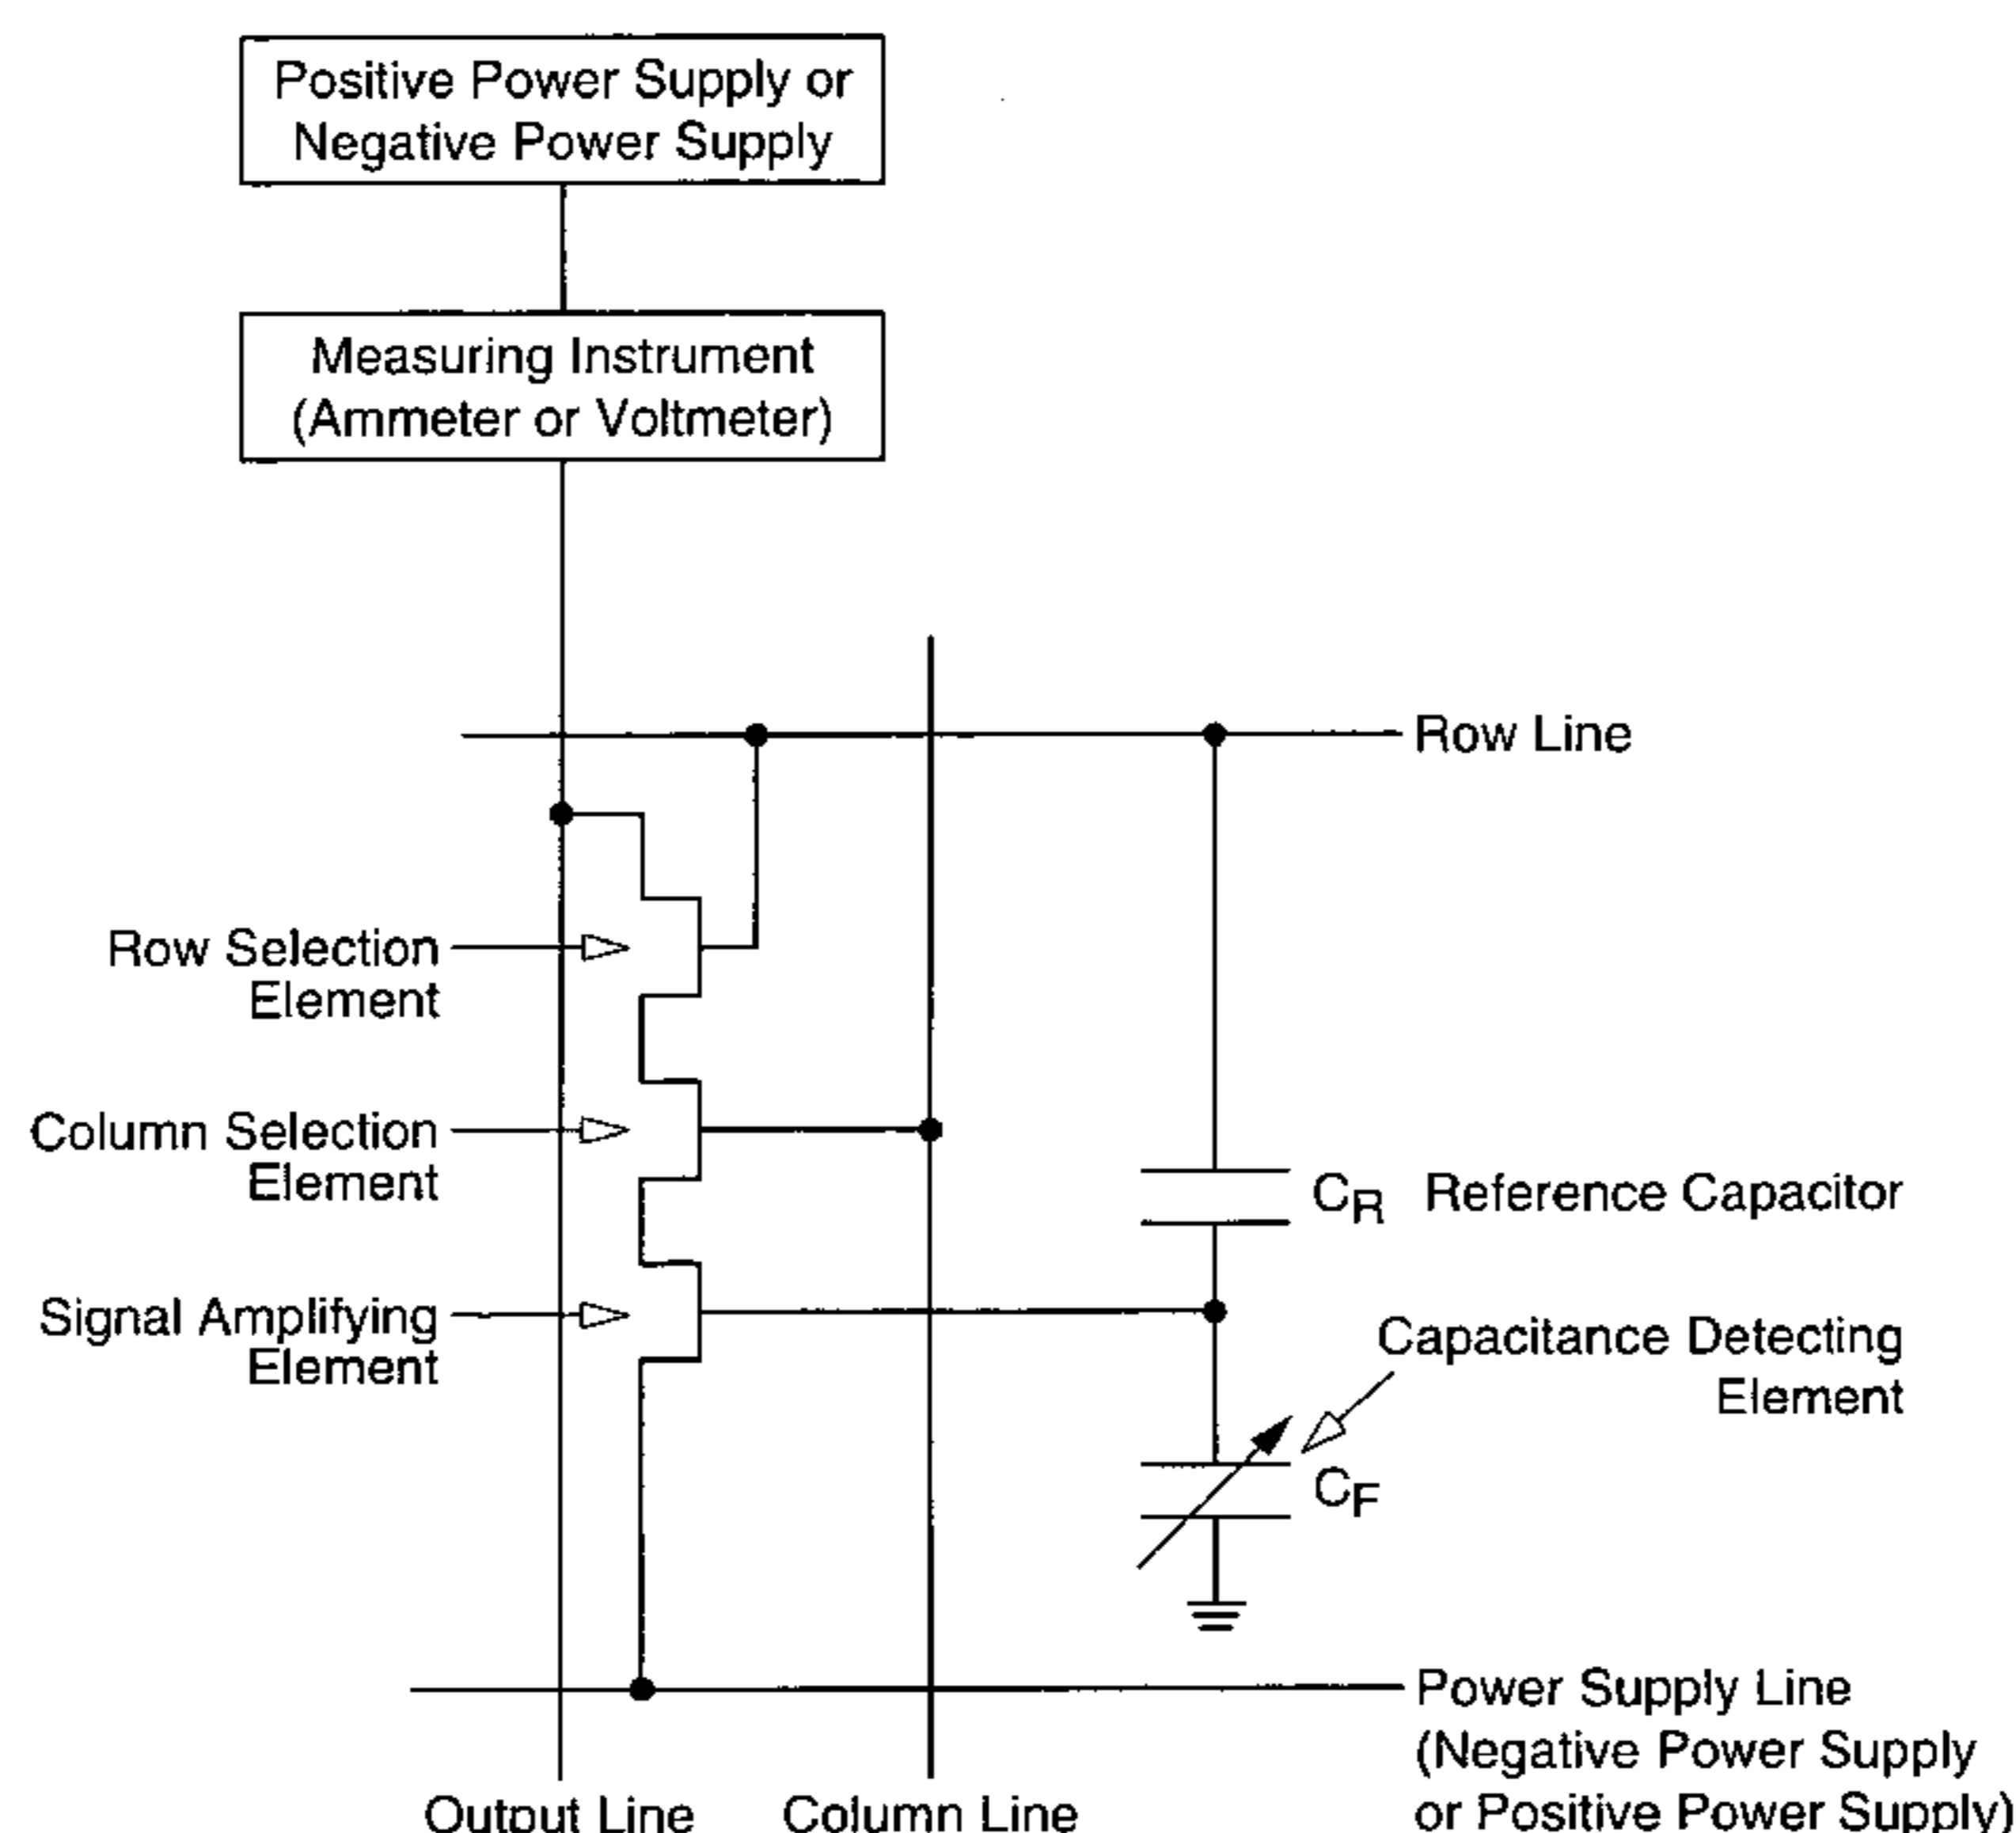 Positive Power Supply or
Negative Power Supply
Measuring Instrument
(Ammeter or Voltmeter)
Row Line
Row Selection
Element
Column Selection
Element
CR Reference Capacitor
Signal Amplifying
Element
Capacitance Detecting
Element
CF
Power Supply Line
(Negative Power Supply
or Positive Power Supply)
Output Line
Column Line